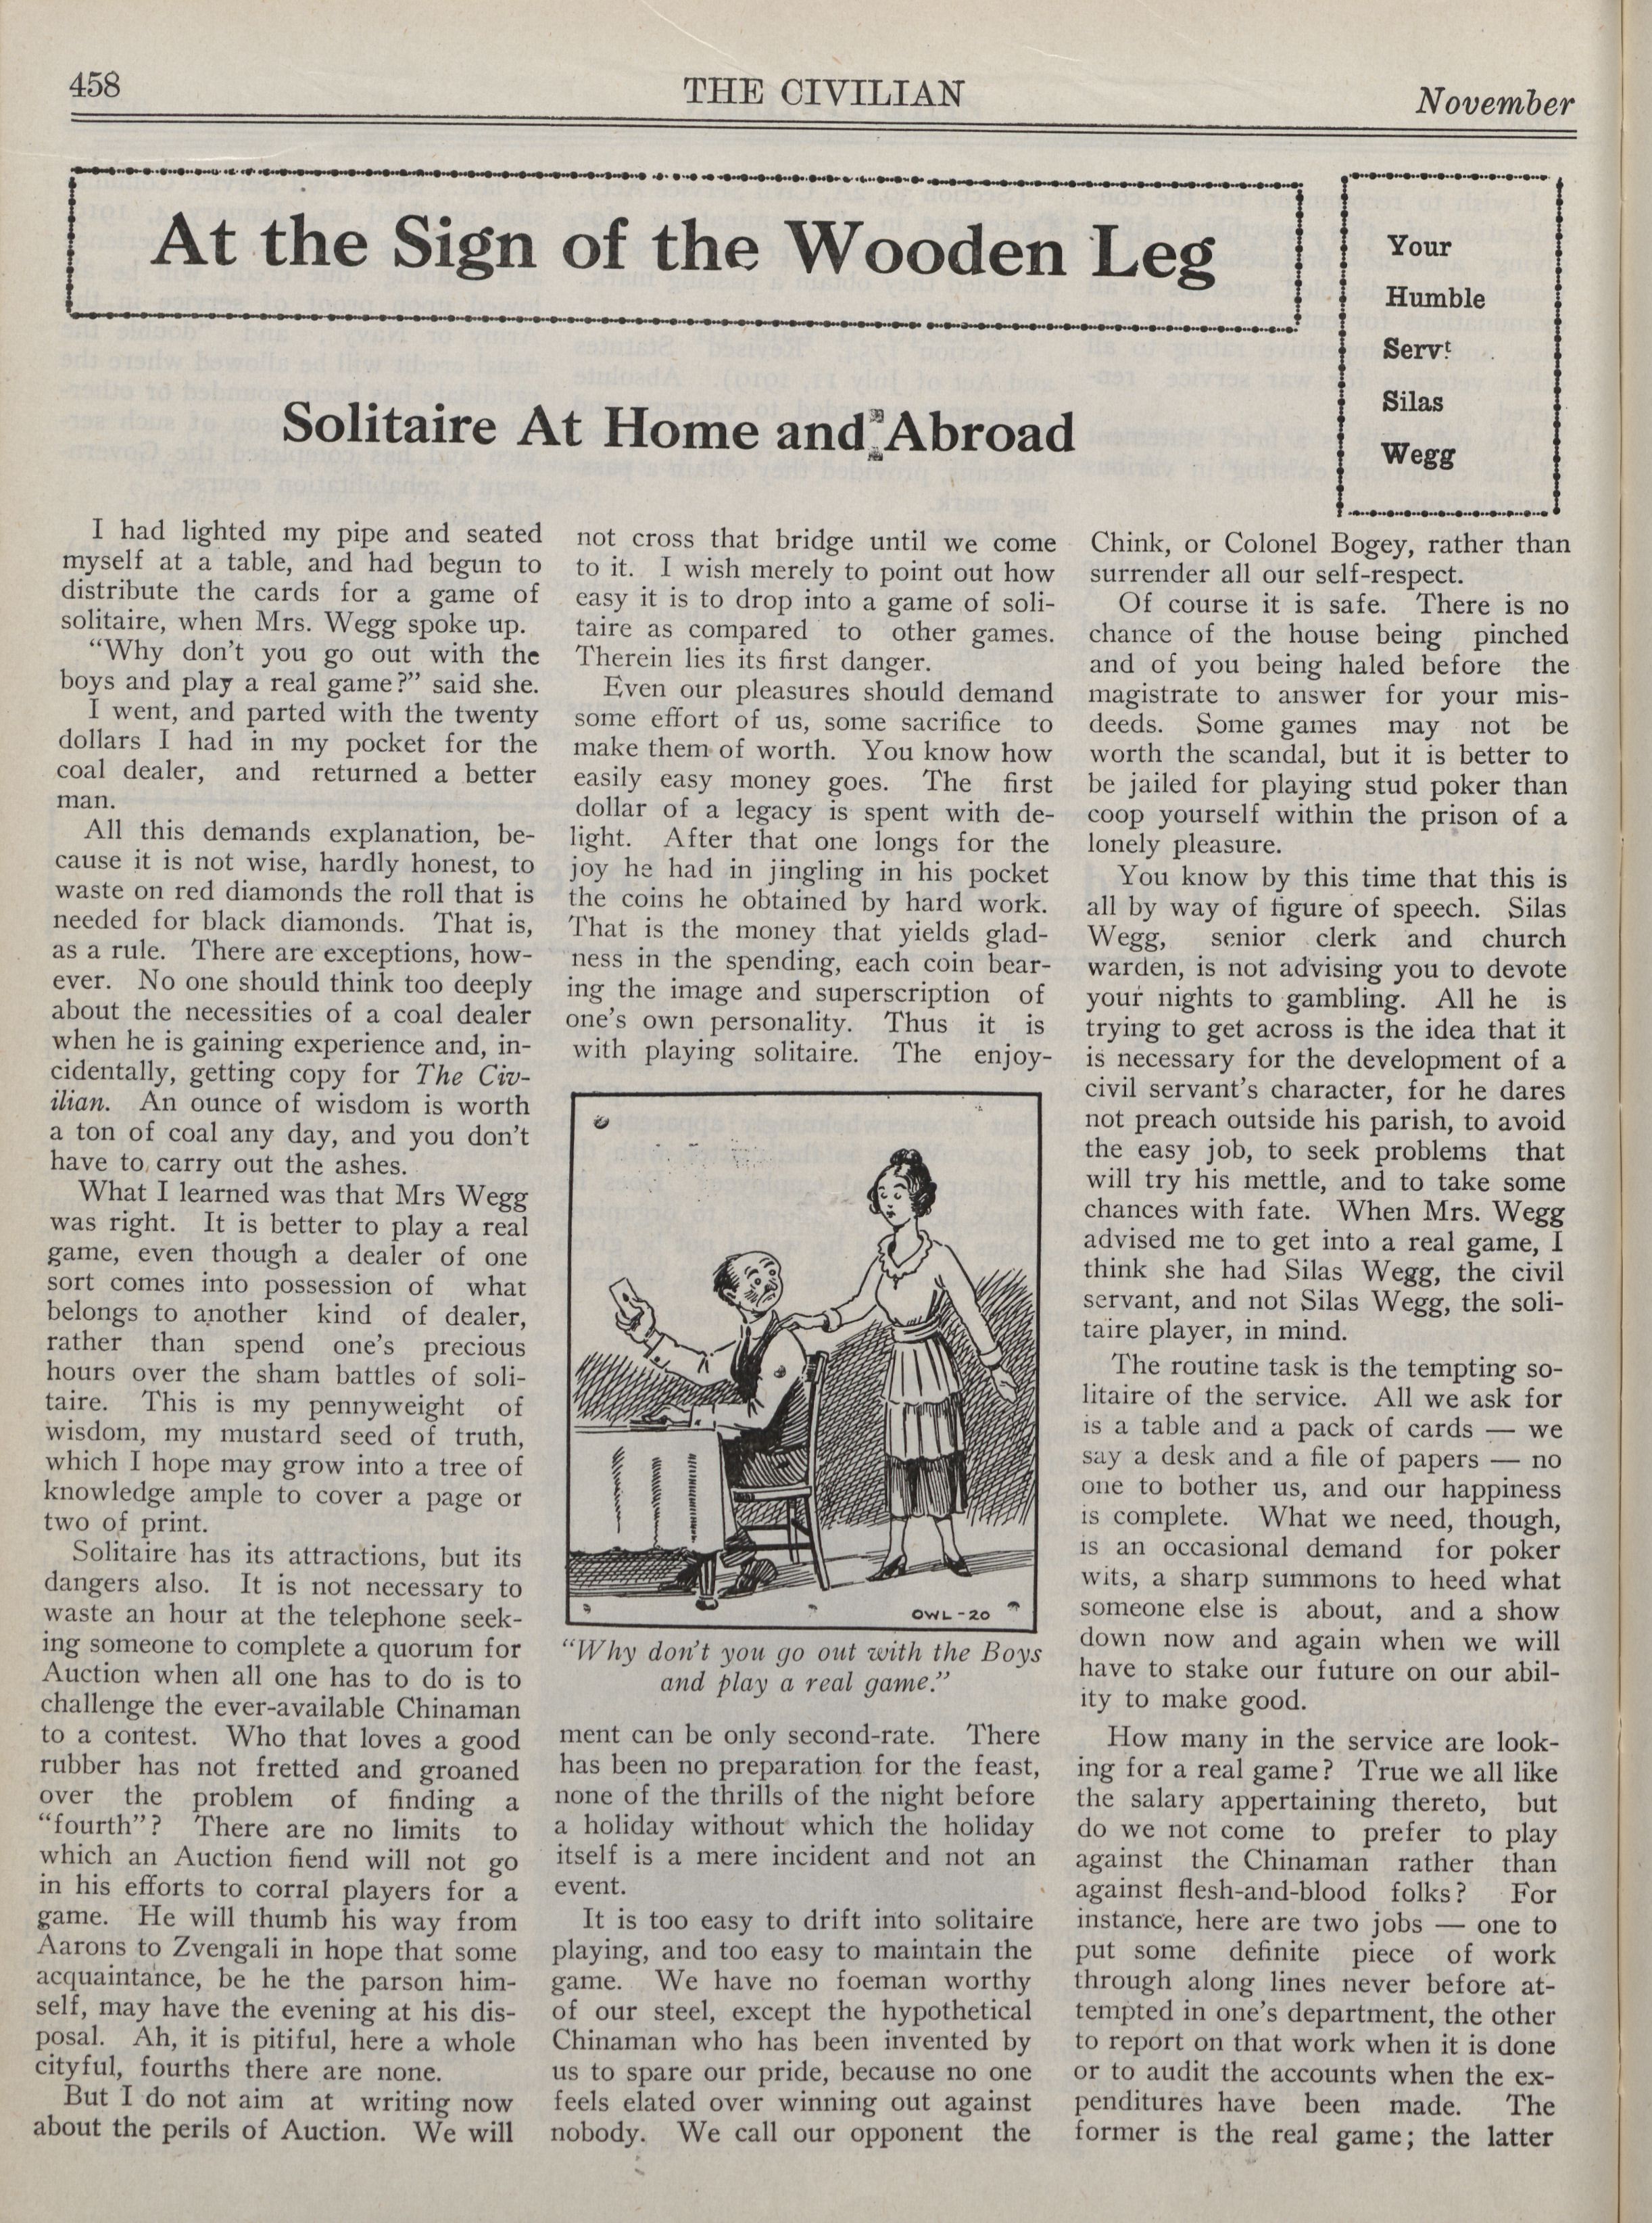 458
THE CIVILIAN
November
At the Sign of the Wooden Leg
Your
Humble
Servt
Silas
Wegg
Solitaire At Home and Abroad
I had lighted my pipe and seated
myself at a table, and had begun to
distribute the cards for a game of
solitaire, when Mrs. Wegg spoke up.
“Why don’t you go out with the
boys and play a real game?” said she.
I went, and parted with the twenty
dollars I had in my pocket for the
coal dealer, and returned a better
man.
All this demands explanation, be-
cause it is not wise, hardly honest, to
waste on red diamonds the roll that is
needed for black diamonds. That is,
as a rule. There are exceptions, how-
ever. No one should think too deeply
about the necessities of a coal dealer
when he is gaining experience and, in-
cidentally, getting copy for The Civ-
ilian. An ounce of wisdom is worth
a ton of coal any day, and you don’t
have to carry out the ashes.
What I learned was that Mrs Wegg
was right. It is better to play a real
game, even though a dealer of one
sort comes into possession of what
belongs to another kind of dealer,
rather than spend one’s precious
hours over the sham battles of soli-
taire. This is my pennyweight of
wisdom, my mustard seed of truth,
which I hope may grow into a tree of
knowledge ample to cover a page or
two of print.
Solitaire has its attractions, but its
dangers also. It is not necessary to
waste an hour at the telephone seek-
ing someone to complete a quorum for
Auction when all one has to do is to
challenge the ever-available Chinaman
to a contest. Who that loves a good
rubber has not fretted and groaned
over the problem of finding a
“fourth”? There are no limits to
which an Auction fiend will not go
in his efforts to corral players for a
game. He will thumb his way from
Aarons to Zvengali in hope that some
acquaintance, be he the parson him-
self, may have the evening at his dis-
posal. Ah, it is pitiful, here a whole
cityful, fourths there are none.
But I do not aim at writing now
about the perils of Auction. We will
not cross that bridge until we come
to it. I wish merely to point out how
easy it is to drop into a game of soli-
taire as compared to other games.
Therein lies its first danger.
Even our pleasures should demand
some effort of us, some sacrifice to
make them of worth. You know how
easily easy money goes. The first
dollar of a legacy is spent with de-
light. After that one longs for the
joy he had in jingling in his pocket
the coins he obtained by hard work.
That is the money that yields glad-
ness in the spending, each coin bear-
ing the image and superscription of
one’s own personality. Thus it is
with playing solitaire. The enjoy-
OWL-20
“Why don’t you go out with the Boys
and play a real game.”
ment can be only second-rate. There
has been no preparation for the feast,
none of the thrills of the night before
a holiday without which the holiday
itself is a mere incident and not an
event.
It is too easy to drift into solitaire
playing, and too easy to maintain the
game. We have no foeman worthy
of our steel, except the hypothetical
Chinaman who has been invented by
us to spare our pride, because no one
feels elated over winning out against
nobody. We call our opponent the
Chink, or Colonel Bogey, rather than
surrender all our self-respect.
Of course it is safe. There is no
chance of the house being pinched
and of you being haled before the
magistrate to answer for your mis-
deeds. Some games may not be
worth the scandal, but it is better to
be jailed for playing stud poker than
coop yourself within the prison of a
lonely pleasure.
You know by this time that this is
all by way of figure of speech. Silas
Wegg, senior clerk and church
warden, is not advising you to devote
your nights to gambling. All he is
trying to get across is the idea that it
is necessary for the development of a
civil servant’s character, for he dares
not preach outside his parish, to avoid
the easy job, to seek problems that
will try his mettle, and to take some
chances with fate. When Mrs. Wegg
advised me to get into a real game, I
think she had Silas Wegg, the civil
servant, and not Silas Wegg, the soli-
taire player, in mind.
The routine task is the tempting so-
litaire of the service. All we ask for
is a table and a pack of cards — we
say a desk and a file of papers — no
one to bother us, and our happiness
is complete. What we need, though,
is an occasional demand for poker
wits, a sharp summons to heed what
someone else is about, and a show
down now and again when we will
have to stake our future on our abil-
ity to make good.
How many in the service are look-
ing for a real game? True we all like
the salary appertaining thereto, but
do we not come to prefer to play
against the Chinaman rather than
against flesh-and-blood folks? For
instance, here are two jobs — one to
put some definite piece of work
through along lines never before at-
tempted in one’s department, the other
to report on that work when it is done
or to audit the accounts when the ex-
penditures have been made. The
former is the real game; the latter